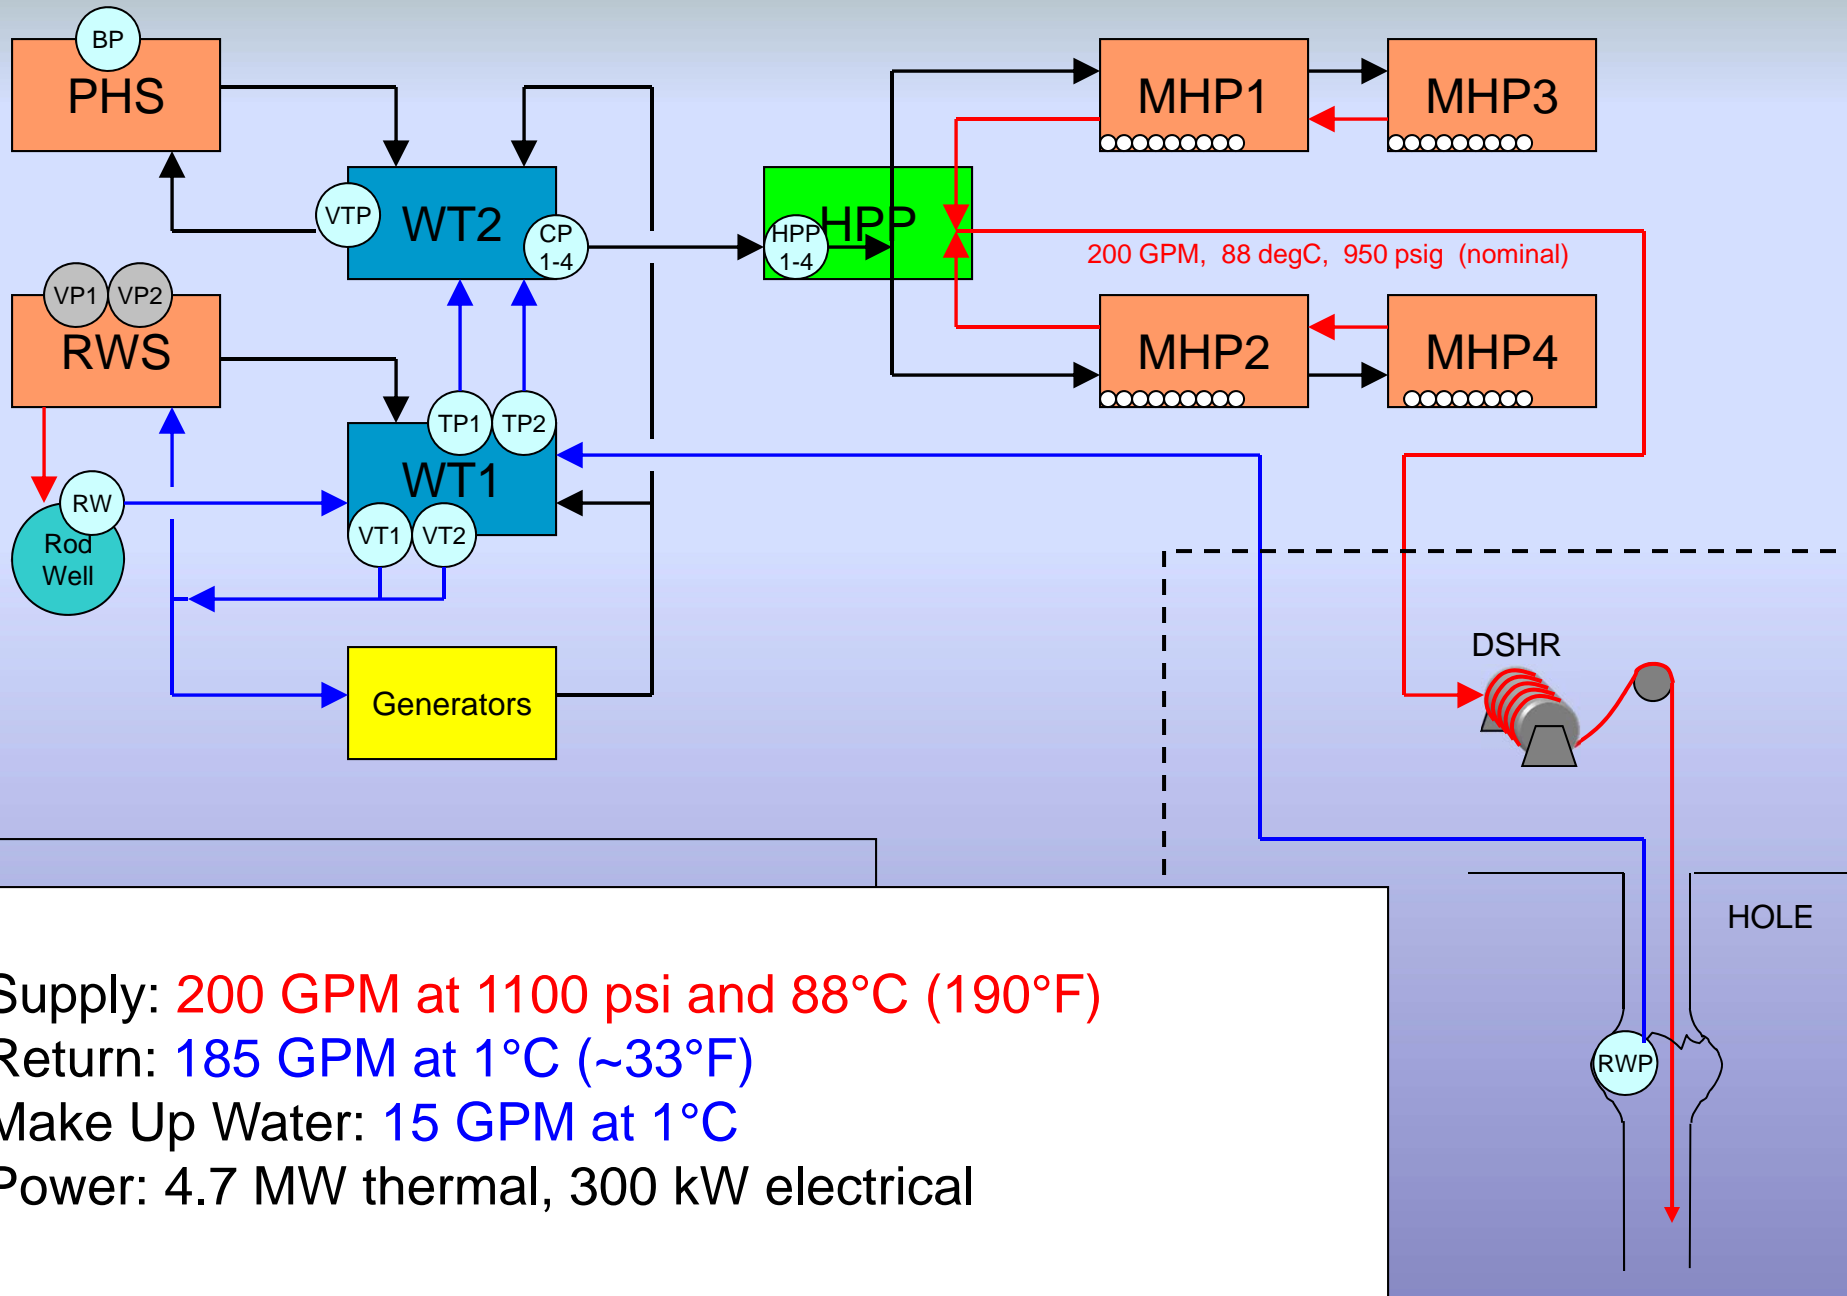 BP
PHS
MHP1
MHP3
VTP
WT2
CP
1-4
HPP
HPP
1-4
200 GPM, 88 degC, 950 psig (nominal)
VP1
VP2
RWS
MHP2
MHP4
TP1
TP2
WT1
RW
Rod
Well
VT1
VT2
Generators
DSHR
HOLE
RWP
Supply: 200 GPM at 1100 psi and 88°C (190°F)
Return: 185 GPM at 1°C (~33°F)
Make Up Water: 15 GPM at 1°C
Power: 4.7 MW thermal, 300 kW electrical